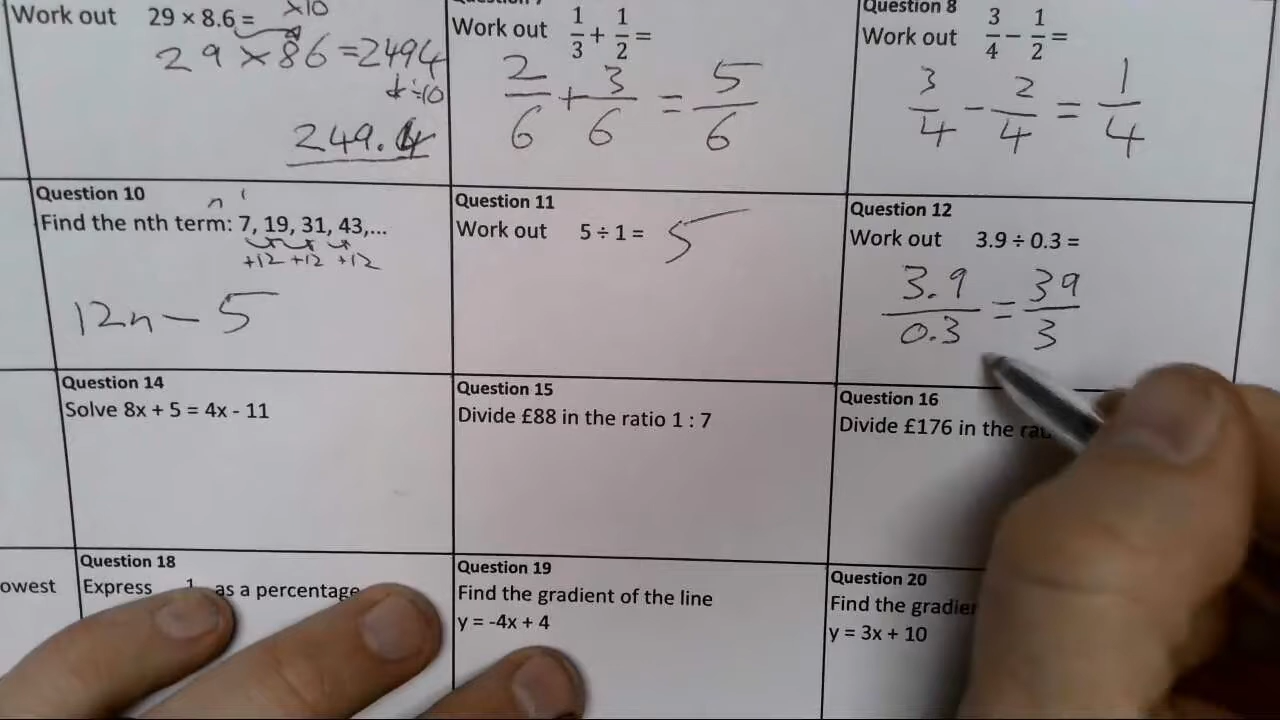 Work out 29 × 8.6 =
×10
29 × 86 = 2494
÷10
249.4
Work out 1/3 + 1/2 =
2/6 + 3/6 = 5/6
Question 8
Work out 3/4 - 1/2 =
3/4 - 2/4 = 1/4
Question 10
n 1
Find the nth term: 7, 19, 31, 43,...
+12 +12 +12
12n - 5
Question 11
Work out 5 ÷ 1 = 5
Question 12
Work out 3.9 ÷ 0.3 =
3.9/0.3 = 39/3
Question 14
Solve 8x + 5 = 4x - 11
Question 15
Divide £88 in the ratio 1 : 7
Question 16
Divide £176 in the
owest
Question 18
Express as a percentage
Question 19
Find the gradient of the line
y = -4x + 4
Question 20
Find the
y = 3x + 10